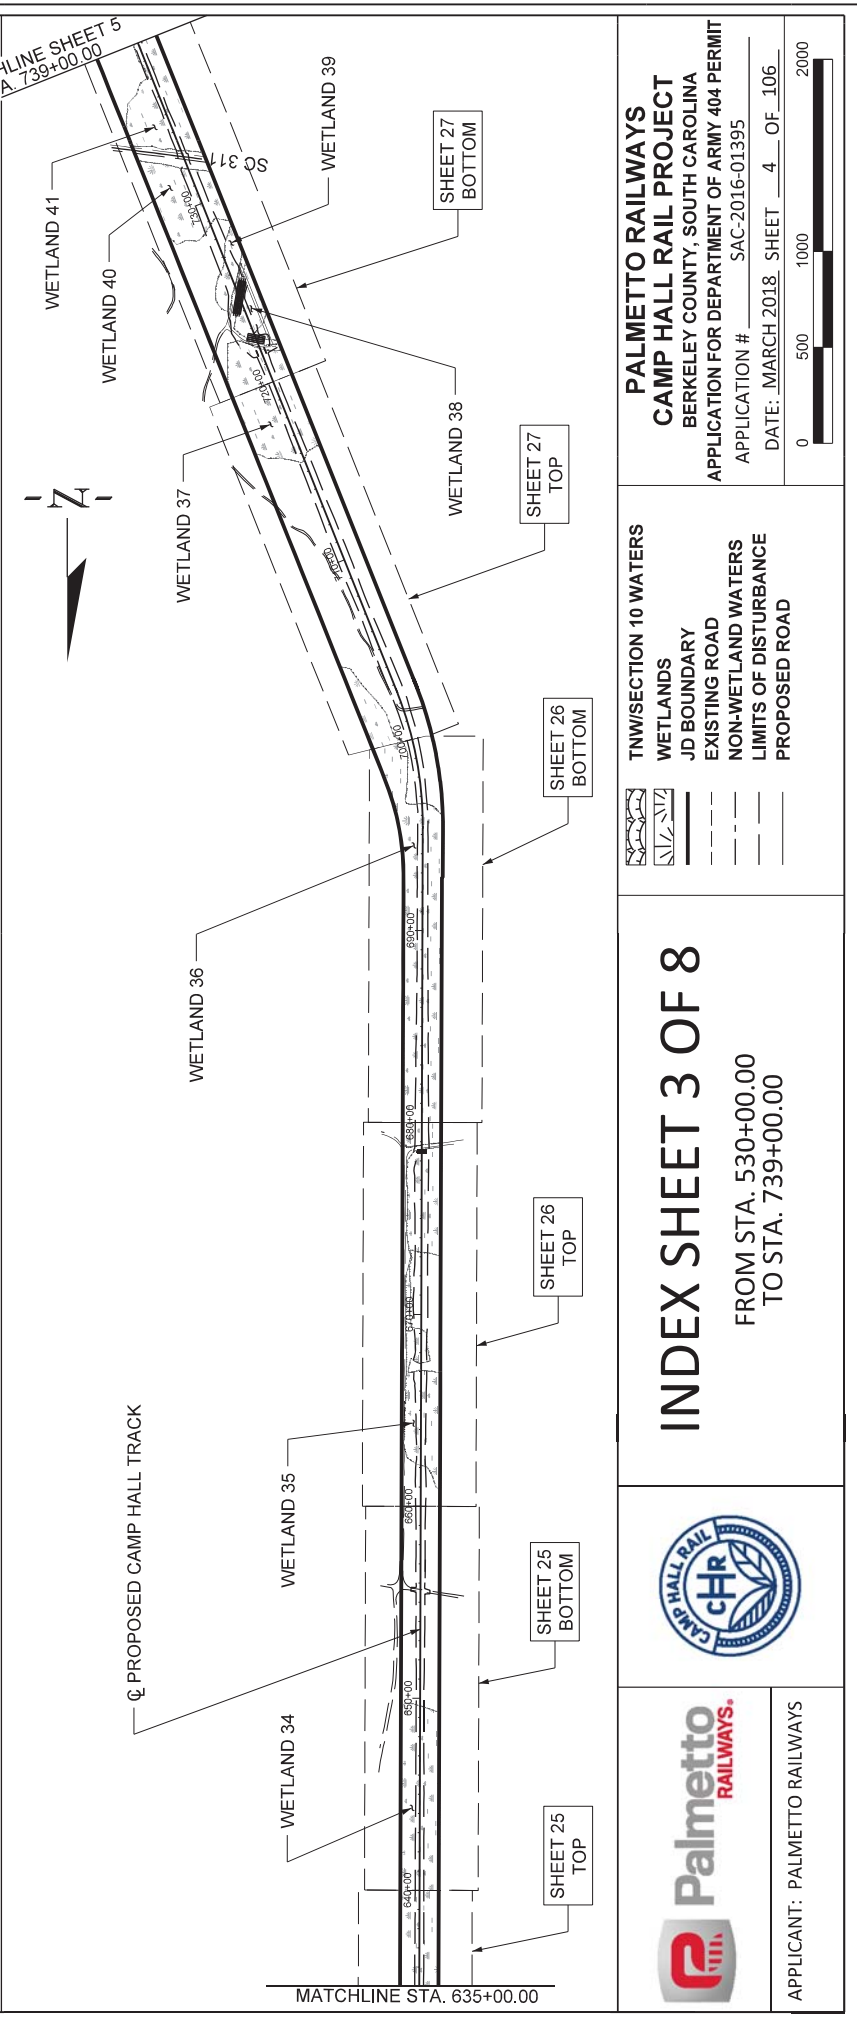 MATCHLINE SHEET 5
STA. 739+00.00
WETLAND 41
WETLAND 40
SC 311
WETLAND 39
730+00
SHEET 27
BOTTOM
WETLAND 37
720+00
WETLAND 38
SHEET 27
TOP
N
710+00
700+00
SHEET 26
BOTTOM
WETLAND 36
690+00
680+00
SHEET 26
TOP
670+00
WETLAND 35
660+00
℄ PROPOSED CAMP HALL TRACK
SHEET 25
BOTTOM
650+00
WETLAND 34
640+00
SHEET 25
TOP
MATCHLINE STA. 635+00.00
Palmetto
RAILWAYS.
APPLICANT: PALMETTO RAILWAYS
CAMP HALL RAIL
CHR
INDEX SHEET 3 OF 8
FROM STA. 530+00.00
TO STA. 739+00.00
TNW/SECTION 10 WATERS
WETLANDS
JD BOUNDARY
EXISTING ROAD
NON-WETLAND WATERS
LIMITS OF DISTURBANCE
PROPOSED ROAD
PALMETTO RAILWAYS
CAMP HALL RAIL PROJECT
BERKELEY COUNTY, SOUTH CAROLINA
APPLICATION FOR DEPARTMENT OF ARMY 404 PERMIT
APPLICATION # SAC-2016-01395
DATE: MARCH 2018 SHEET 4 OF 106
0 500 1000 2000